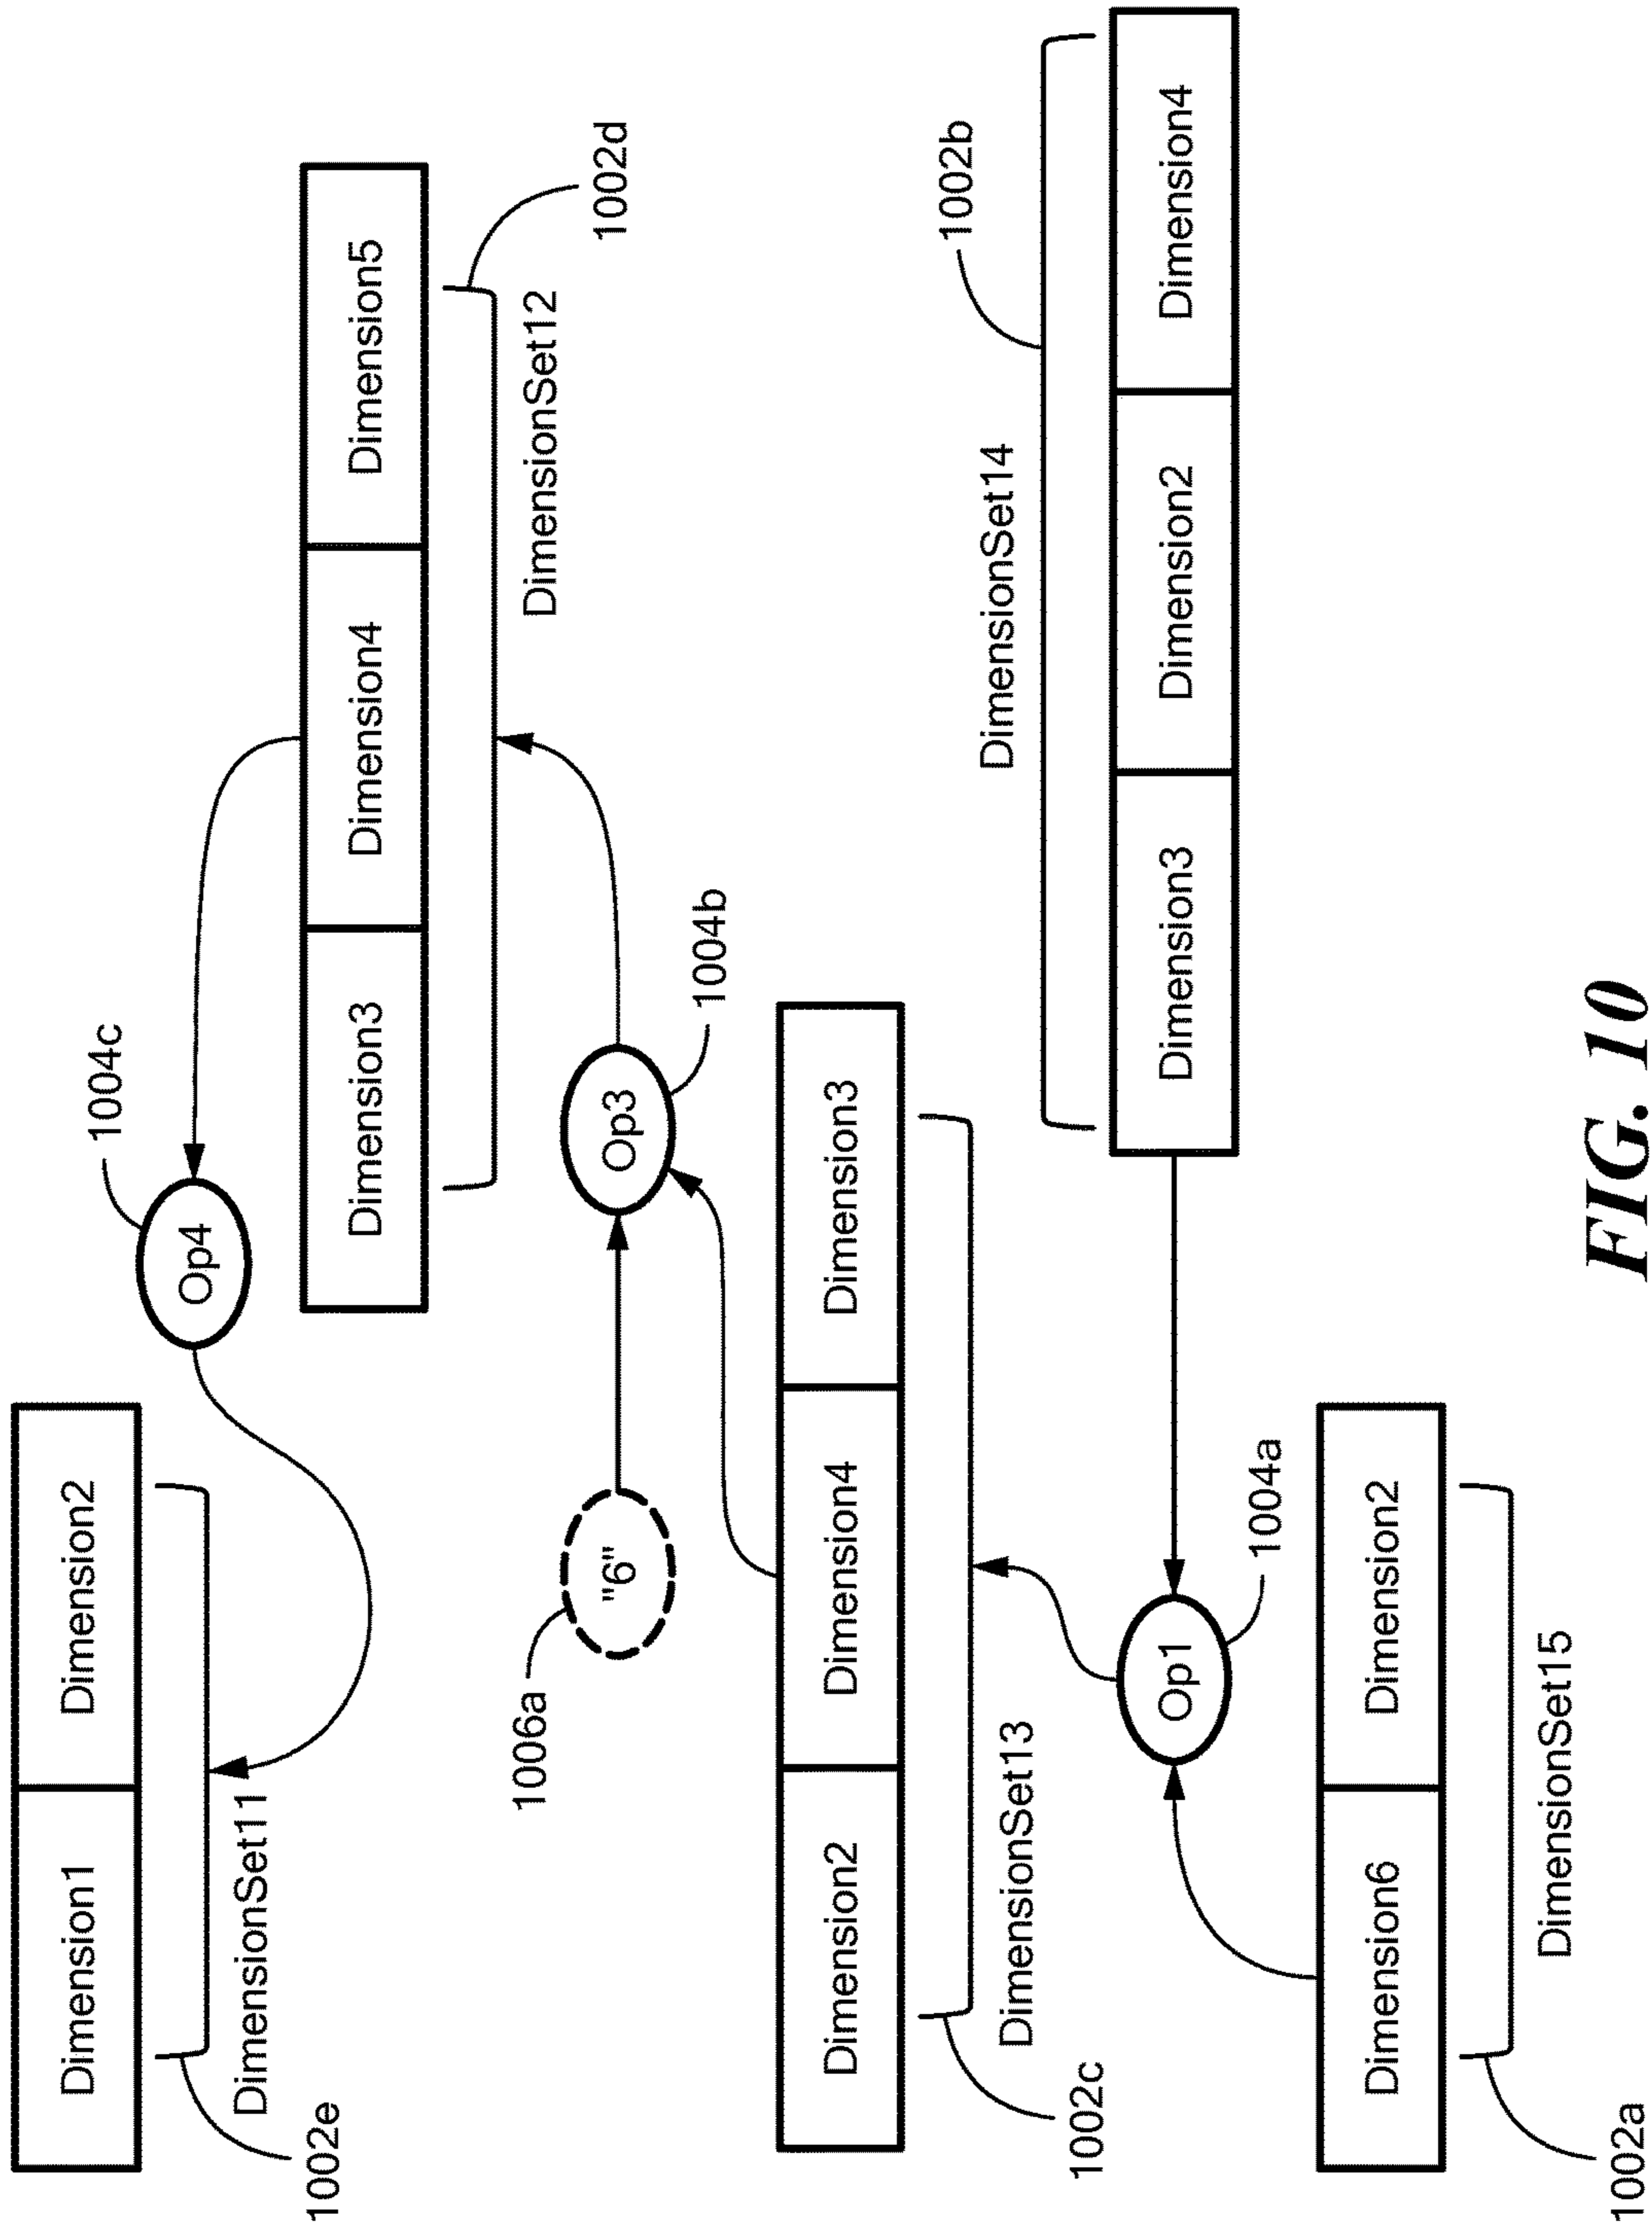 Dimension1
Dimension2
1002e
DimensionSet11
Op4
1004c
Dimension3
Dimension4
Dimension5
DimensionSet12
1002d
1006a
"6"
Op3
1004b
Dimension2
Dimension4
Dimension3
1002c
DimensionSet13
DimensionSet14
1002b
Dimension3
Dimension2
Dimension4
Op1
1004a
Dimension6
Dimension2
1002a
DimensionSet15
FIG. 10